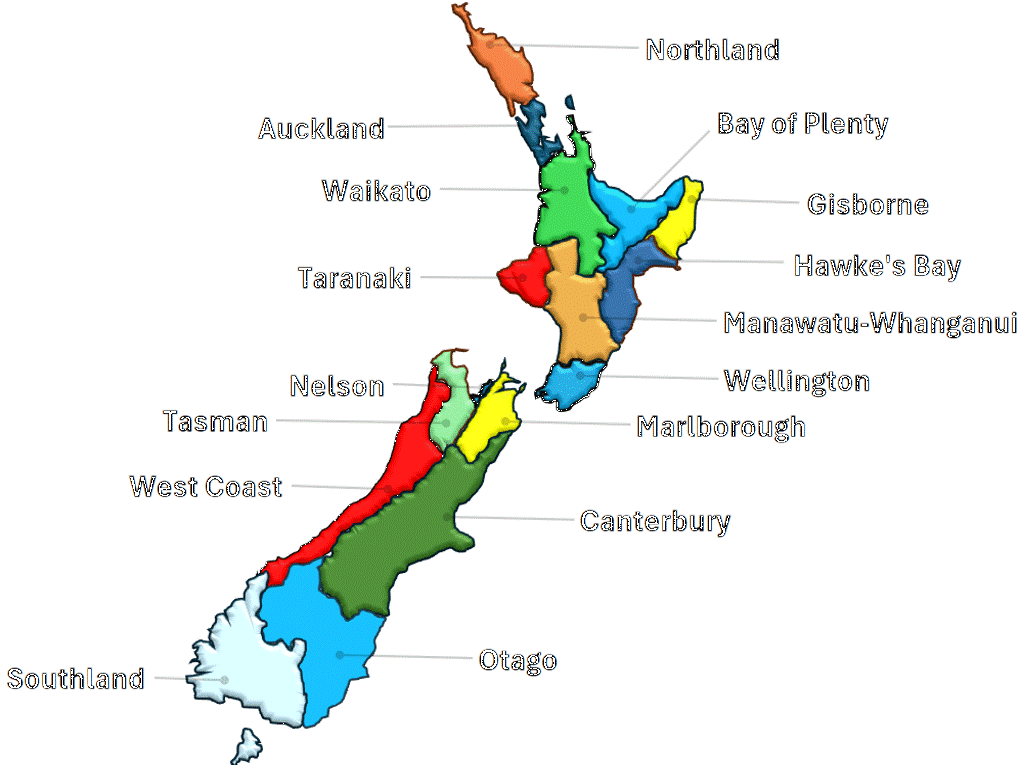 Northland
Auckland
Bay of Plenty
Waikato
Gisborne
Hawke's Bay
Taranaki
Manawatu-Whanganui
Nelson
Wellington
Tasman
Marlborough
West Coast
Canterbury
Otago
Southland